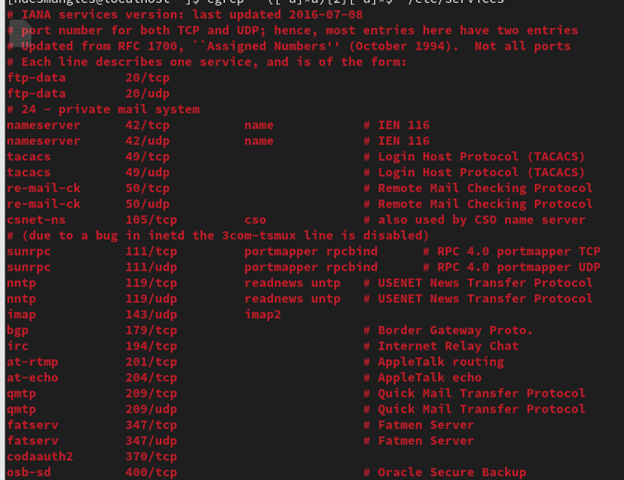 # IANA services version: last updated 2016-07-08
# port number for both TCP and UDP; hence, most entries here have two entries
# Updated from RFC 1700, ``Assigned Numbers'' (October 1994).  Not all ports
# Each line describes one service, and is of the form:
ftp-data        20/tcp
ftp-data        20/udp
# 24 - private mail system
nameserver      42/tcp          name            # IEN 116
nameserver      42/udp          name            # IEN 116
tacacs          49/tcp                          # Login Host Protocol (TACACS)
tacacs          49/udp                          # Login Host Protocol (TACACS)
re-mail-ck      50/tcp                          # Remote Mail Checking Protocol
re-mail-ck      50/udp                          # Remote Mail Checking Protocol
csnet-ns        105/tcp         cso             # also used by CSO name server
# (due to a bug in inetd the 3com-tsmux line is disabled)
sunrpc          111/tcp         portmapper rpcbind      # RPC 4.0 portmapper TCP
sunrpc          111/udp         portmapper rpcbind      # RPC 4.0 portmapper UDP
nntp            119/tcp         readnews untp   # USENET News Transfer Protocol
nntp            119/udp         readnews untp   # USENET News Transfer Protocol
imap            143/udp         imap2
bgp             179/tcp                         # Border Gateway Proto.
irc             194/tcp                         # Internet Relay Chat
at-rtmp         201/tcp                         # AppleTalk routing
at-echo         204/tcp                         # AppleTalk echo
qmtp            209/tcp                         # Quick Mail Transfer Protocol
qmtp            209/udp                         # Quick Mail Transfer Protocol
fatserv         347/tcp                         # Fatmen Server
fatserv         347/udp                         # Fatmen Server
codaauth2       370/tcp
osb-sd          400/tcp                         # Oracle Secure Backup